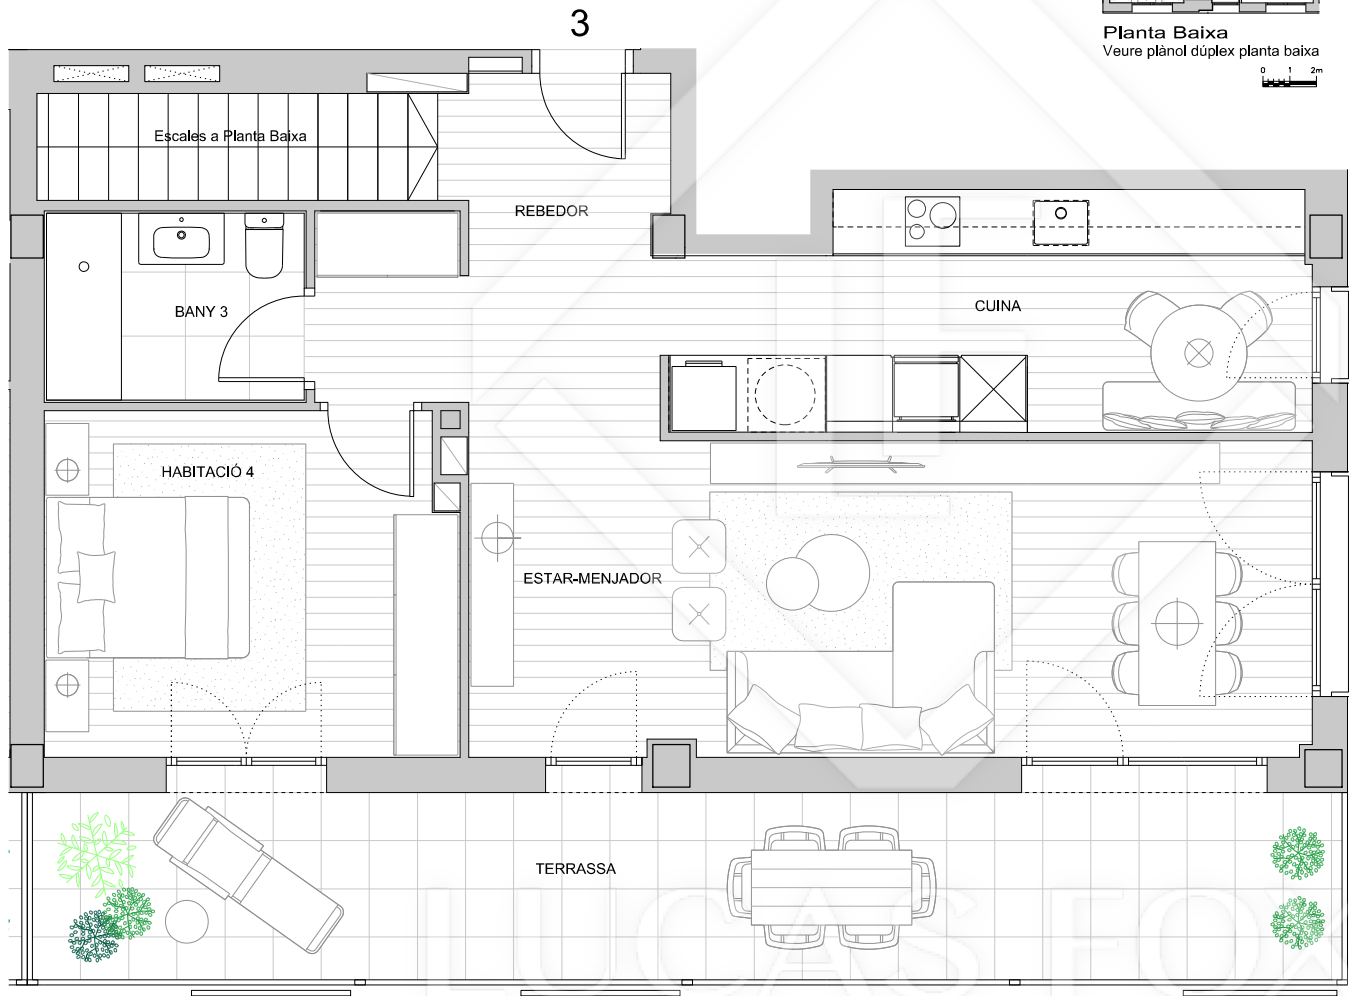 3
Planta Baixa
Veure plànol dúplex planta baixa
0 1 2m
Escales a Planta Baixa
REBEDOR
BANY 3
CUINA
HABITACIÓ 4
ESTAR-MENJADOR
TERRASSA
LUCAS FOX